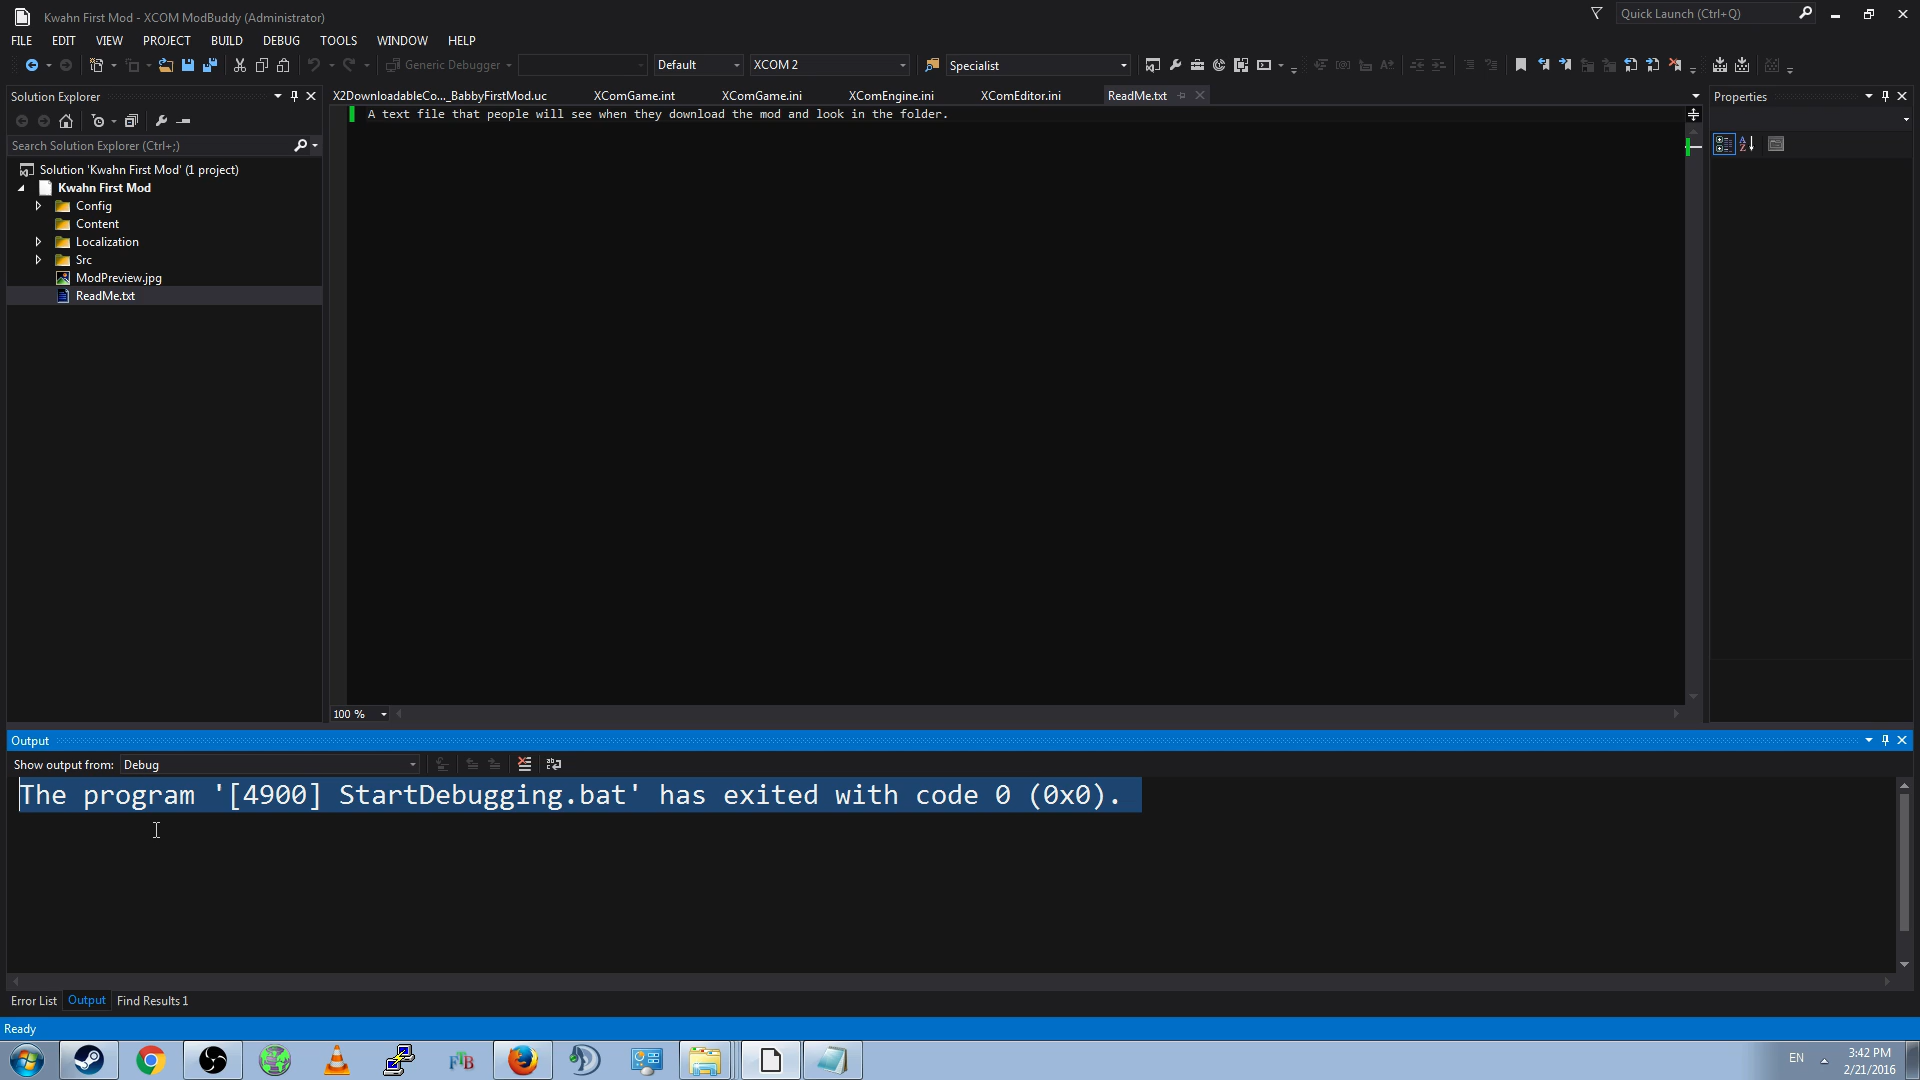 Kwahn First Mod - XCOM ModBuddy (Administrator)
Quick Launch (Ctrl+Q)
FILE EDIT VIEW PROJECT BUILD DEBUG TOOLS WINDOW HELP
Generic Debugger Default XCOM 2 Specialist
Solution Explorer
X2DownloadableCo..._BabbyFirstMod.uc XComGame.int XComGame.ini XComEngine.ini XComEditor.ini ReadMe.txt
Properties
A text file that people will see when they download the mod and look in the folder.
Search Solution Explorer (Ctrl+;)
Solution 'Kwahn First Mod' (1 project)
Kwahn First Mod
Config
Content
Localization
Src
ModPreview.jpg
ReadMe.txt
100 %
Output
Show output from: Debug
The program '[4900] StartDebugging.bat' has exited with code 0 (0x0).
Error List Output Find Results 1
Ready
FTB
EN
3:42 PM
2/21/2016